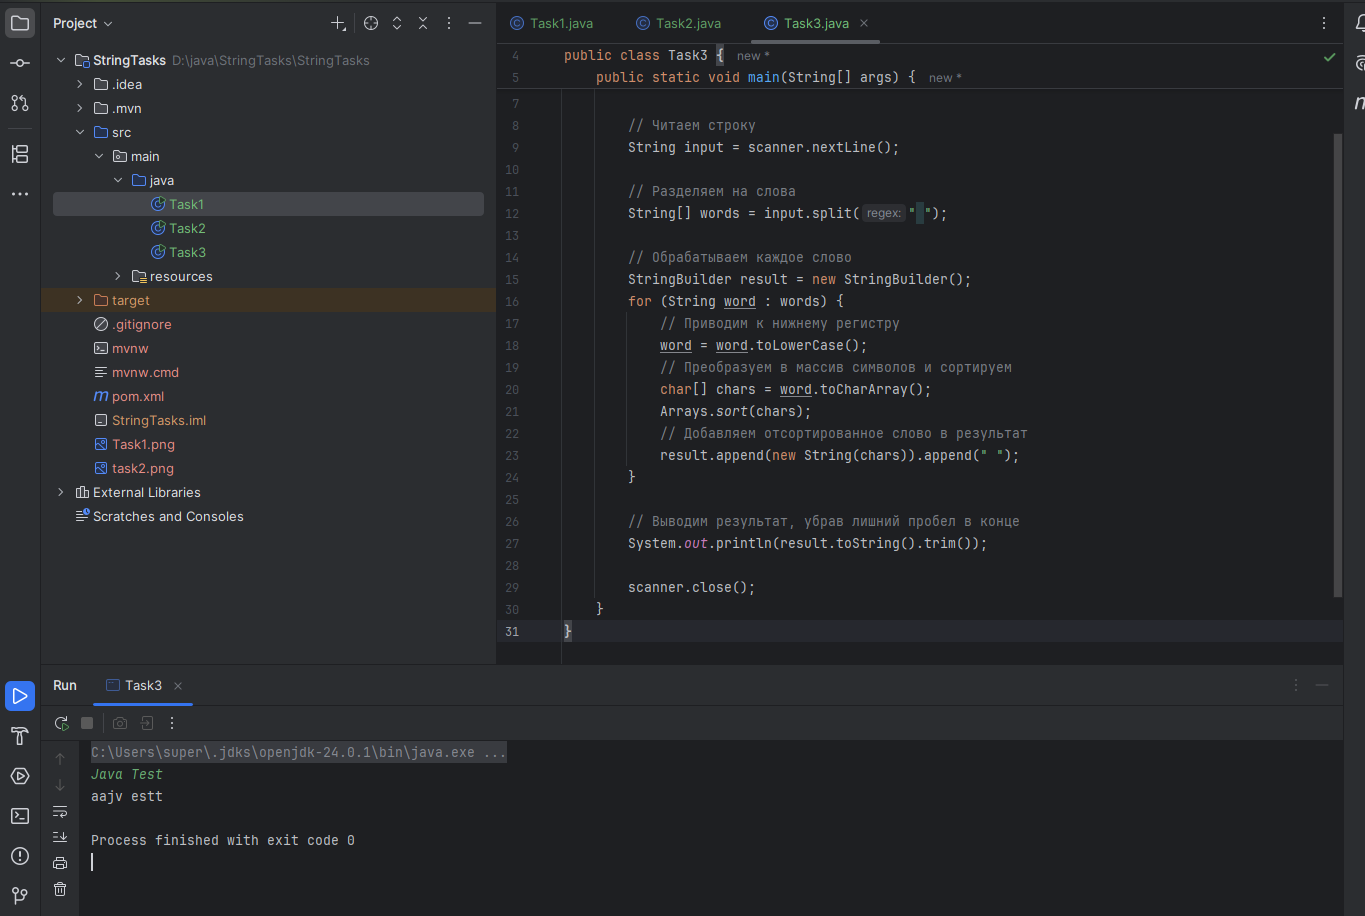 Project
StringTasks D:\java\StringTasks\StringTasks
.idea
.mvn
src
main
java
Task1
Task2
Task3
resources
target
.gitignore
mvnw
mvnw.cmd
pom.xml
StringTasks.iml
Task1.png
task2.png
External Libraries
Scratches and Consoles
Task1.java Task2.java Task3.java
4 public class Task3 { new *
5 public static void main(String[] args) { new *
7
8 // Читаем строку
9 String input = scanner.nextLine();
10
11 // Разделяем на слова
12 String[] words = input.split( regex: " ");
13
14 // Обрабатываем каждое слово
15 StringBuilder result = new StringBuilder();
16 for (String word : words) {
17 // Приводим к нижнему регистру
18 word = word.toLowerCase();
19 // Преобразуем в массив символов и сортируем
20 char[] chars = word.toCharArray();
21 Arrays.sort(chars);
22 // Добавляем отсортированное слово в результат
23 result.append(new String(chars)).append(" ");
24 }
25
26 // Выводим результат, убрав лишний пробел в конце
27 System.out.println(result.toString().trim());
28
29 scanner.close();
30 }
31 }
Run Task3
C:\Users\super\.jdks\openjdk-24.0.1\bin\java.exe ...
Java Test
aajv estt
Process finished with exit code 0